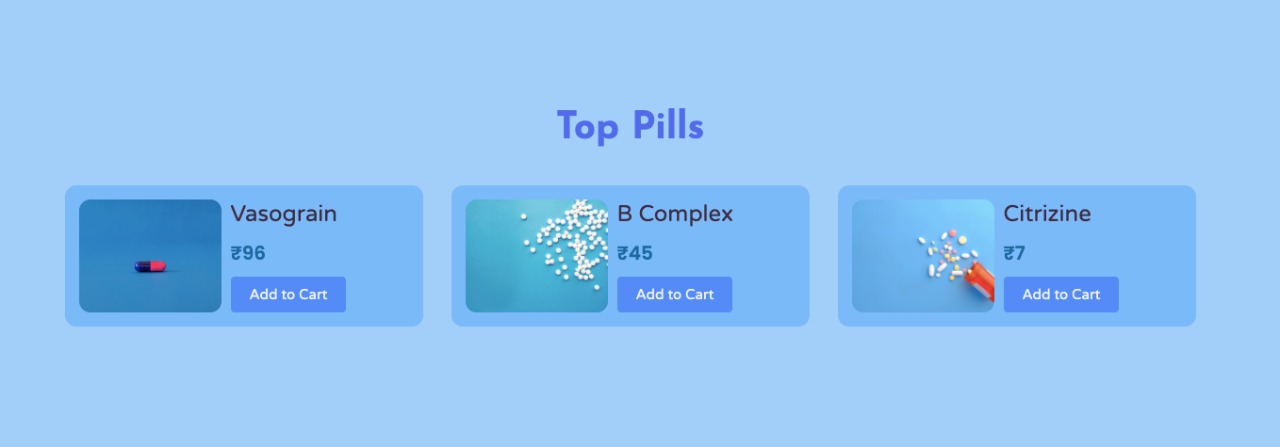 Top Pills
Vasograin
₹96
Add to Cart
B Complex
₹45
Add to Cart
Citrizine
₹7
Add to Cart